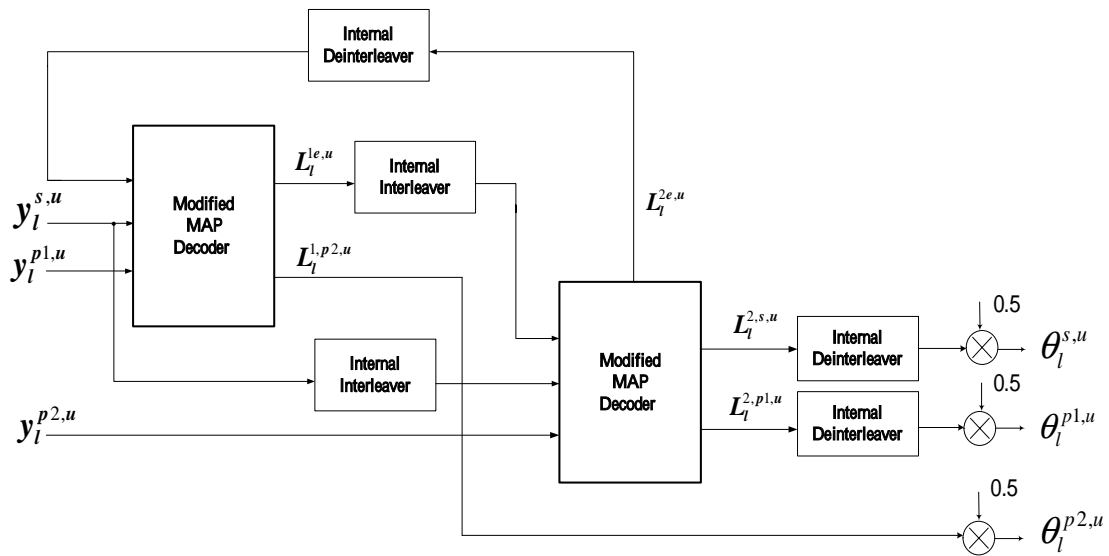 Internal
Deinterleaver
Modified
MAP
Decoder
L_l^{1e,u}
Internal
Interleaver
L_l^{2e,u}
y_l^{s,u}
y_l^{p1,u}
L_l^{1,p2,u}
Internal
Interleaver
y_l^{p2,u}
Modified
MAP
Decoder
L_l^{2,s,u}
Internal
Deinterleaver
0.5
θ_l^{s,u}
L_l^{2,p1,u}
Internal
Deinterleaver
0.5
θ_l^{p1,u}
0.5
θ_l^{p2,u}